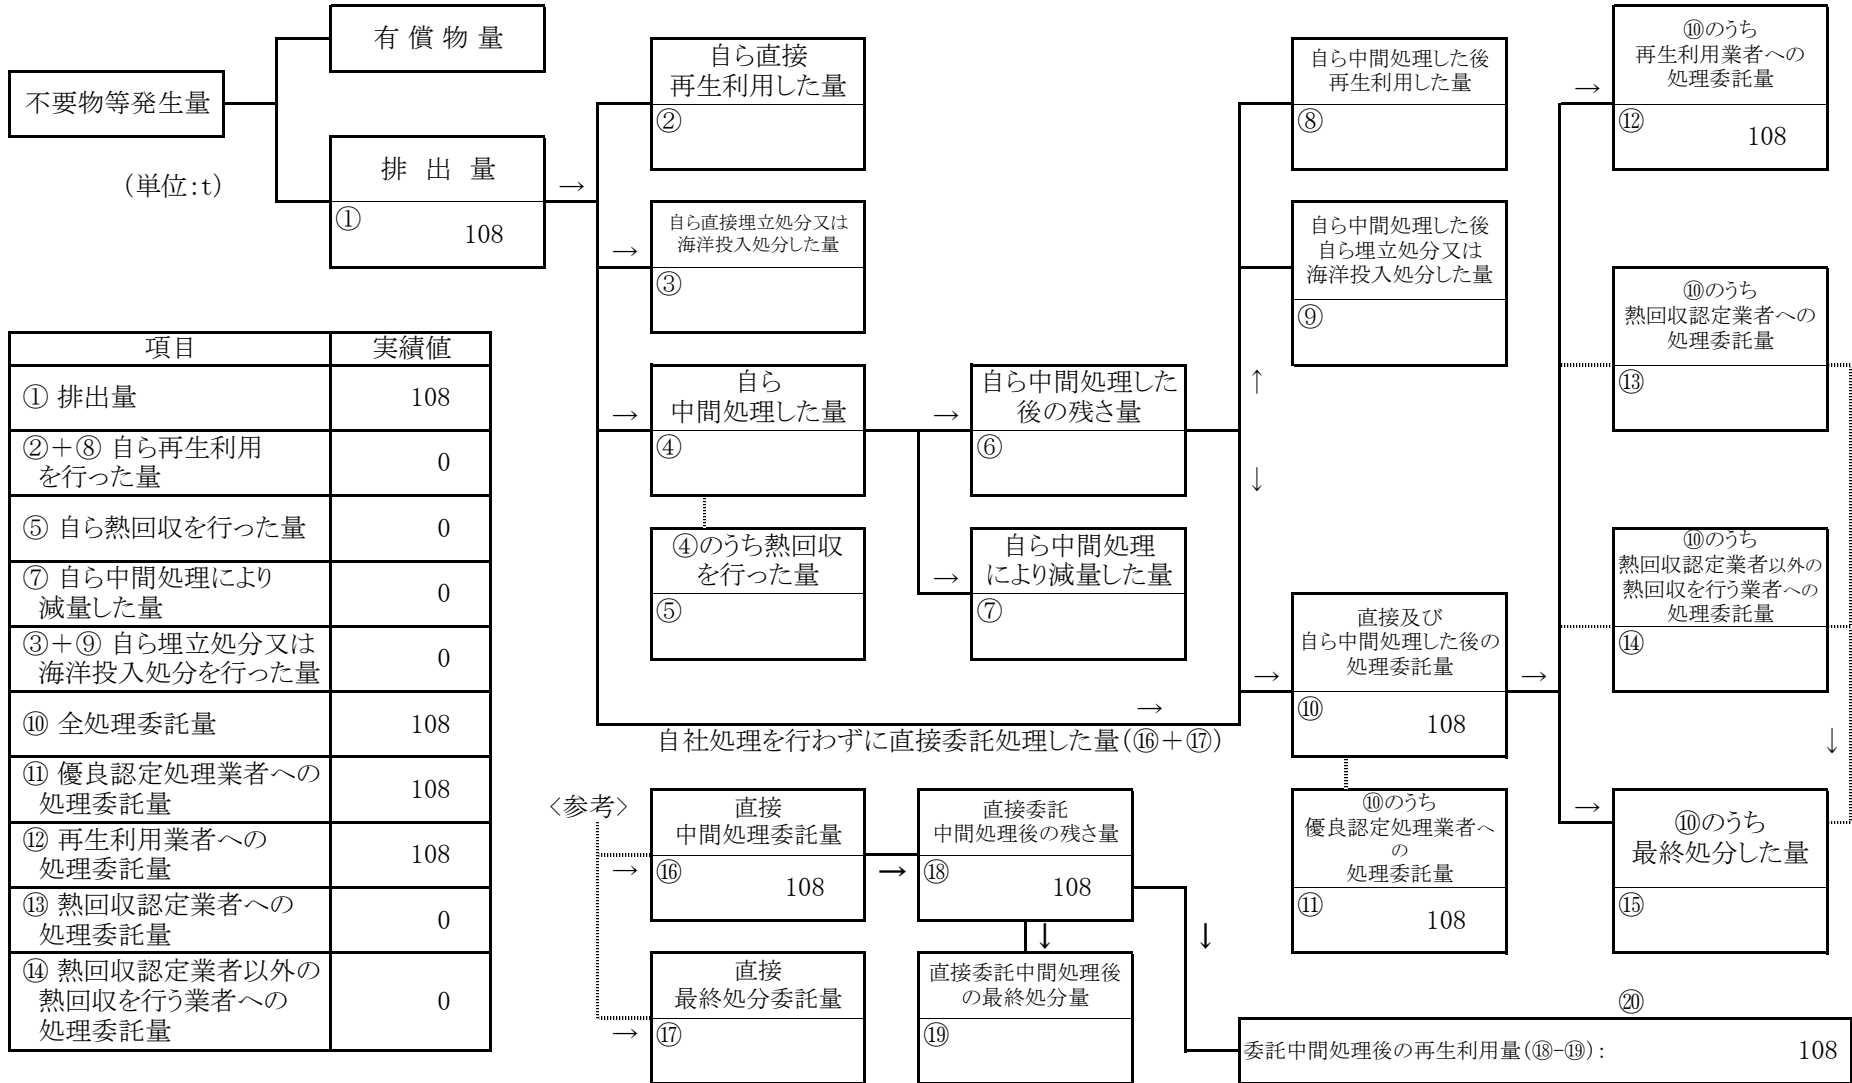 不要物等発生量
(単位:t)
有償物量
排出量
①
108
→
自ら直接
再生利用した量
②
→
自ら直接埋立処分又は
海洋投入処分した量
③
→
自ら
中間処理した量
④
④のうち熱回収
を行った量
⑤
→
自ら中間処理した
後の残さ量
⑥
→
自ら中間処理
により減量した量
⑦
↑
↓
自ら中間処理した後
再生利用した量
⑧
自ら中間処理した後
自ら埋立処分又は
海洋投入処分した量
⑨
→
自社処理を行わずに直接委託処理した量(⑯+⑰)
→
直接及び
自ら中間処理した後の
処理委託量
⑩
108
⑩のうち
優良認定処理業者へ
の
処理委託量
⑪
108
→
→
⑩のうち
再生利用業者への
処理委託量
⑫
108
⑩のうち
熱回収認定業者への
処理委託量
⑬
⑩のうち
熱回収認定業者以外の
熱回収を行う業者への
処理委託量
⑭
↓
→
⑩のうち
最終処分した量
⑮
項目 実績値
① 排出量 108
②+⑧ 自ら再生利用
を行った量 0
⑤ 自ら熱回収を行った量 0
⑦ 自ら中間処理により
減量した量 0
③+⑨ 自ら埋立処分又は
海洋投入処分を行った量 0
⑩ 全処理委託量 108
⑪ 優良認定処理業者への
処理委託量 108
⑫ 再生利用業者への
処理委託量 108
⑬ 熱回収認定業者への
処理委託量 0
⑭ 熱回収認定業者以外の
熱回収を行う業者への
処理委託量 0
<参考>
→
直接
中間処理委託量
⑯
108
→
直接委託
中間処理後の残さ量
⑱
108
↓
↓
→
直接
最終処分委託量
⑰
直接委託中間処理後
の最終処分量
⑲
⑳
委託中間処理後の再生利用量(⑱-⑲): 108